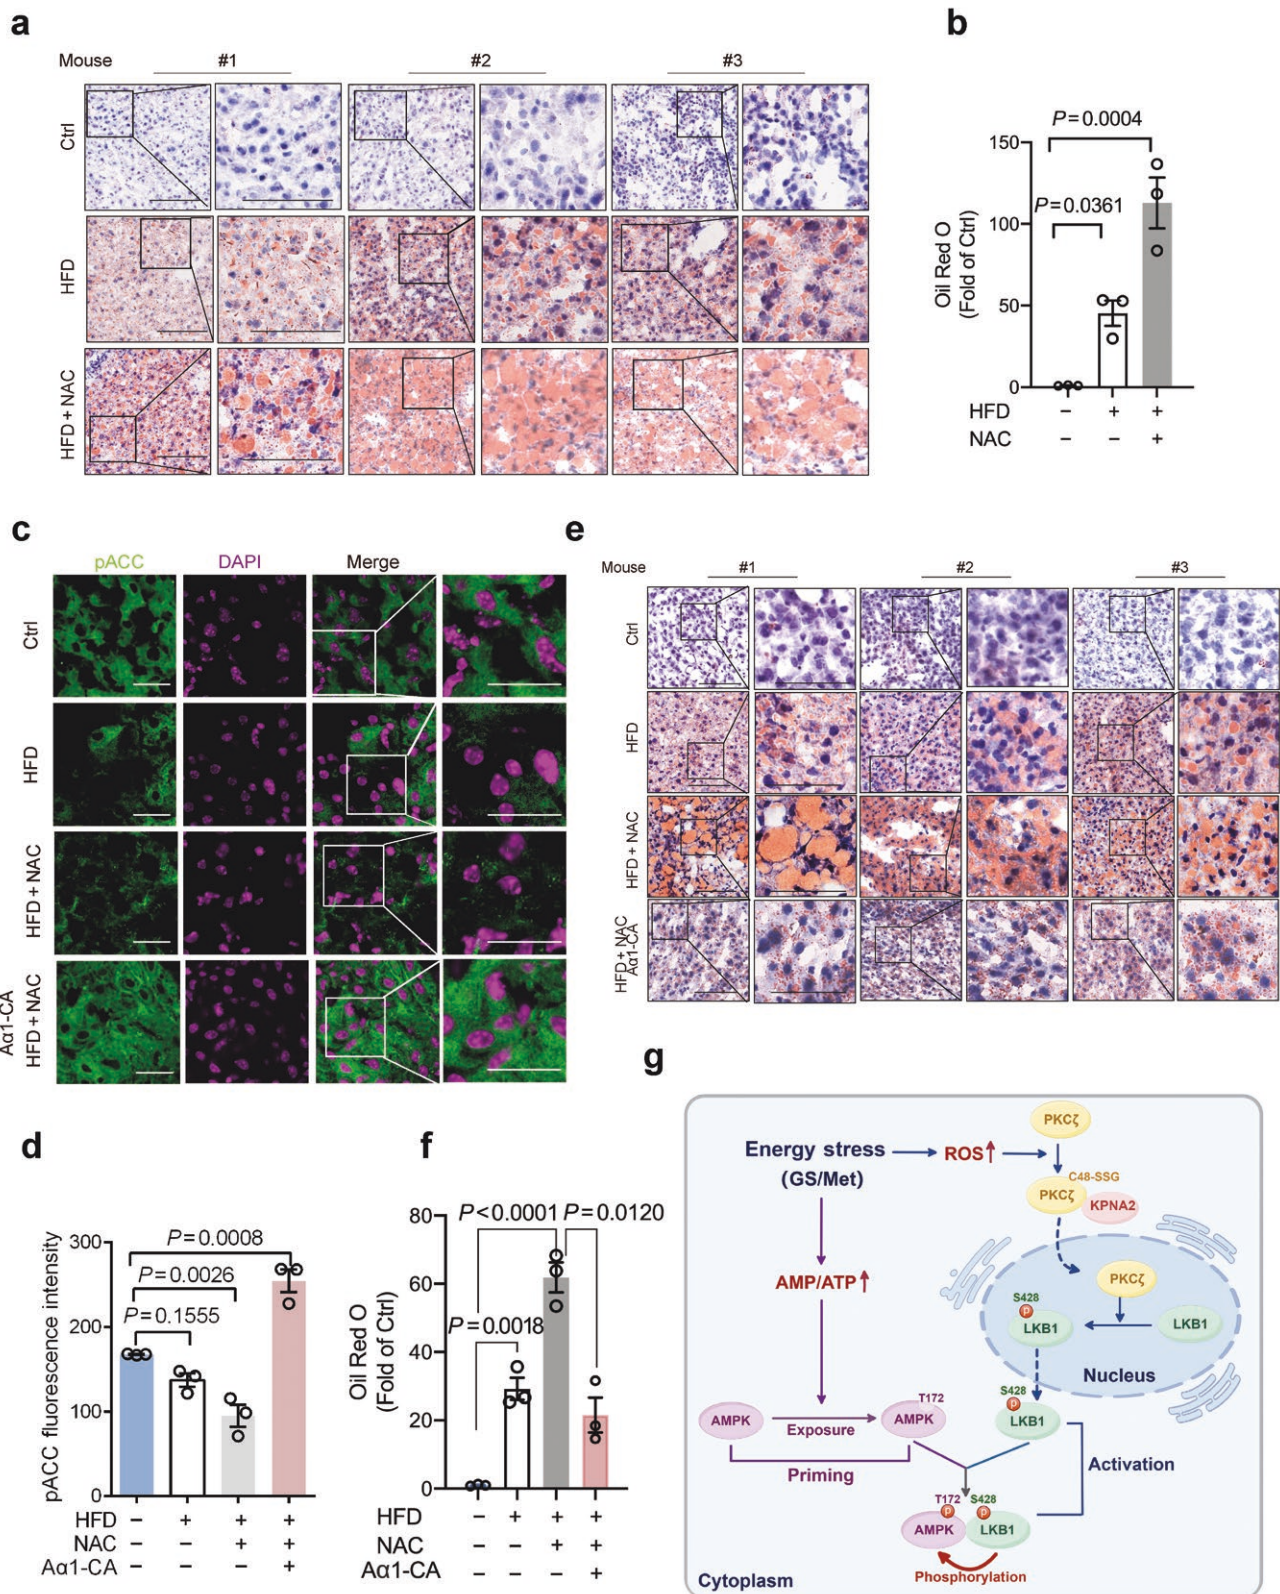 a
Mouse #1 #2 #3
Ctrl
HFD
HFD + NAC
b
P=0.0004
P=0.0361
150
100
50
0
Oil Red O
(Fold of Ctrl)
HFD − + +
NAC − − +
c
pACC DAPI Merge
Ctrl
HFD
HFD + NAC
Aα1-CA
HFD + NAC
e
Mouse #1 #2 #3
Ctrl
HFD
HFD + NAC
HFD + NAC
Aα1-CA
d
P=0.0008
P=0.0026
P=0.1555
300
200
100
0
pACC fluorescence intensity
HFD − + + +
NAC − − + +
Aα1-CA − − − +
f
P<0.0001 P=0.0120
P=0.0018
80
60
40
20
0
Oil Red O
(Fold of Ctrl)
HFD − + + +
NAC − − + +
Aα1-CA − − − +
g
PKCζ
Energy stress
(GS/Met)
ROS↑
C48-SSG
PKCζ
KPNA2
AMP/ATP↑
PKCζ
S428
P
LKB1
LKB1
Nucleus
S428
P
LKB1
AMPK
Exposure
T172
AMPK
Priming
Activation
T172
P
AMPK
S428
P
LKB1
Phosphorylation
Cytoplasm